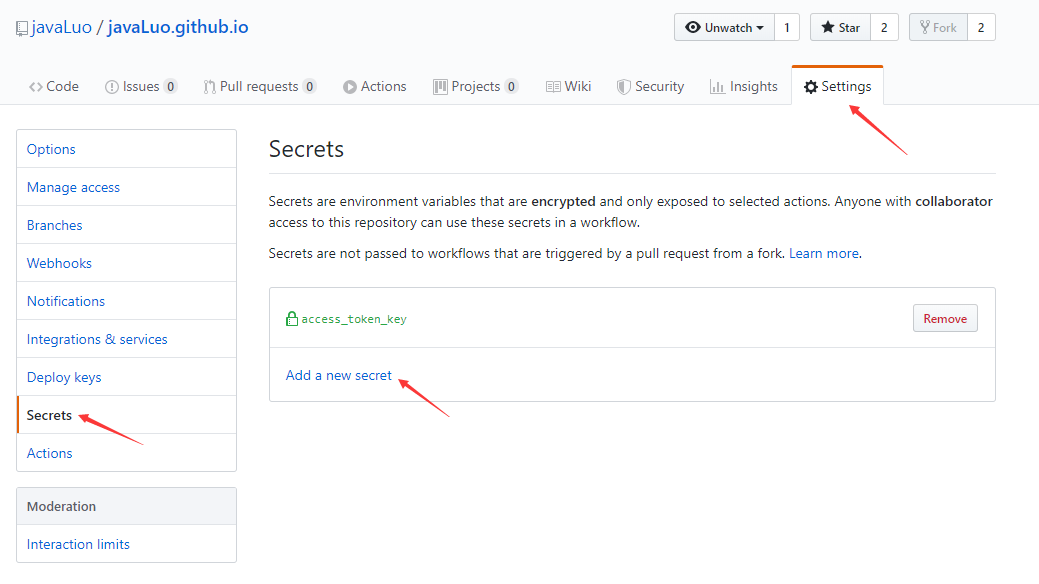 javaLuo / javaLuo.github.io
Unwatch 1 Star 2 Fork 2
Code Issues 0 Pull requests 0 Actions Projects 0 Wiki Security Insights Settings
Options
Manage access
Branches
Webhooks
Notifications
Integrations & services
Deploy keys
Secrets
Actions
Moderation
Interaction limits
Secrets
Secrets are environment variables that are encrypted and only exposed to selected actions. Anyone with collaborator
access to this repository can use these secrets in a workflow.
Secrets are not passed to workflows that are triggered by a pull request from a fork. Learn more.
access_token_key Remove
Add a new secret